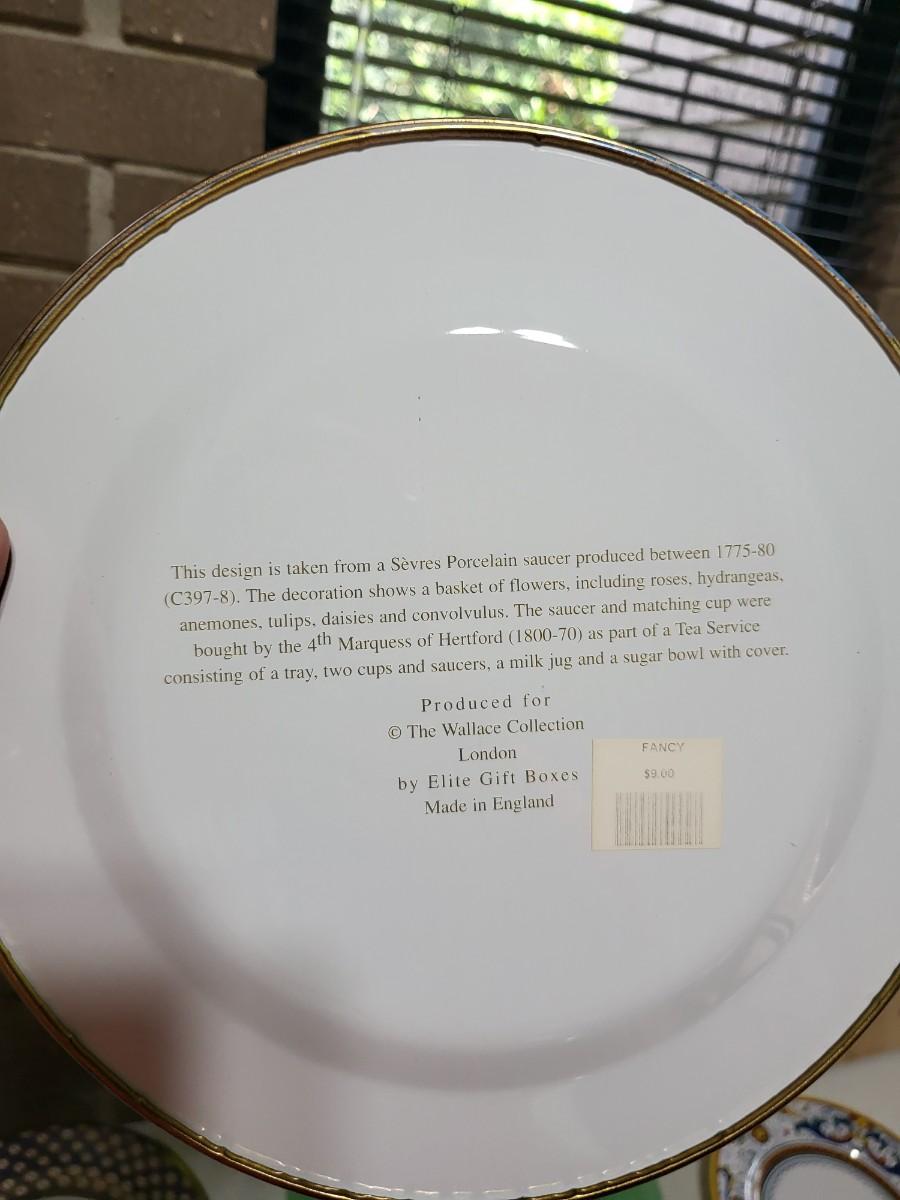 This design is taken from a Sèvres Porcelain saucer produced between 1775-80
(C397-8). The decoration shows a basket of flowers, including roses, hydrangeas,
anemones, tulips, daisies and convolvulus. The saucer and matching cup were
bought by the 4th Marquess of Hertford (1800-70) as part of a Tea Service
consisting of a tray, two cups and saucers, a milk jug and a sugar bowl with cover.
Produced for
© The Wallace Collection
London
by Elite Gift Boxes
Made in England
FANCY
$9.00